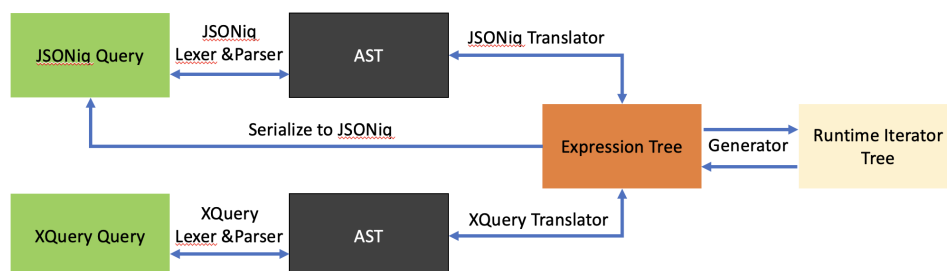 JSONiq
Lexer &Parser
JSONiq Translator
JSONiq Query
AST
Serialize to JSONiq
Expression Tree
Generator
Runtime Iterator
Tree
XQuery
Lexer &Parser
XQuery Translator
XQuery Query
AST